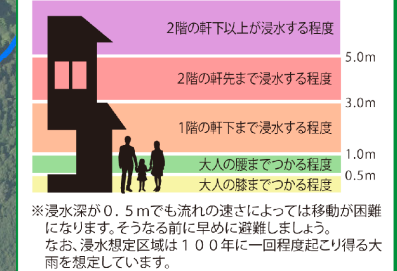 2階の軒下以上が浸水する程度
5.0m
2階の軒先まで浸水する程度
3.0m
1階の軒下まで浸水する程度
1.0m
大人の腰までつかる程度
0.5m
大人の膝までつかる程度
※浸水深が0.5mでも流れの速さによっては移動が困難
になります。そうなる前に早めに避難しましょう。
なお、浸水想定区域は100年に一回程度起こり得る大
雨を想定しています。